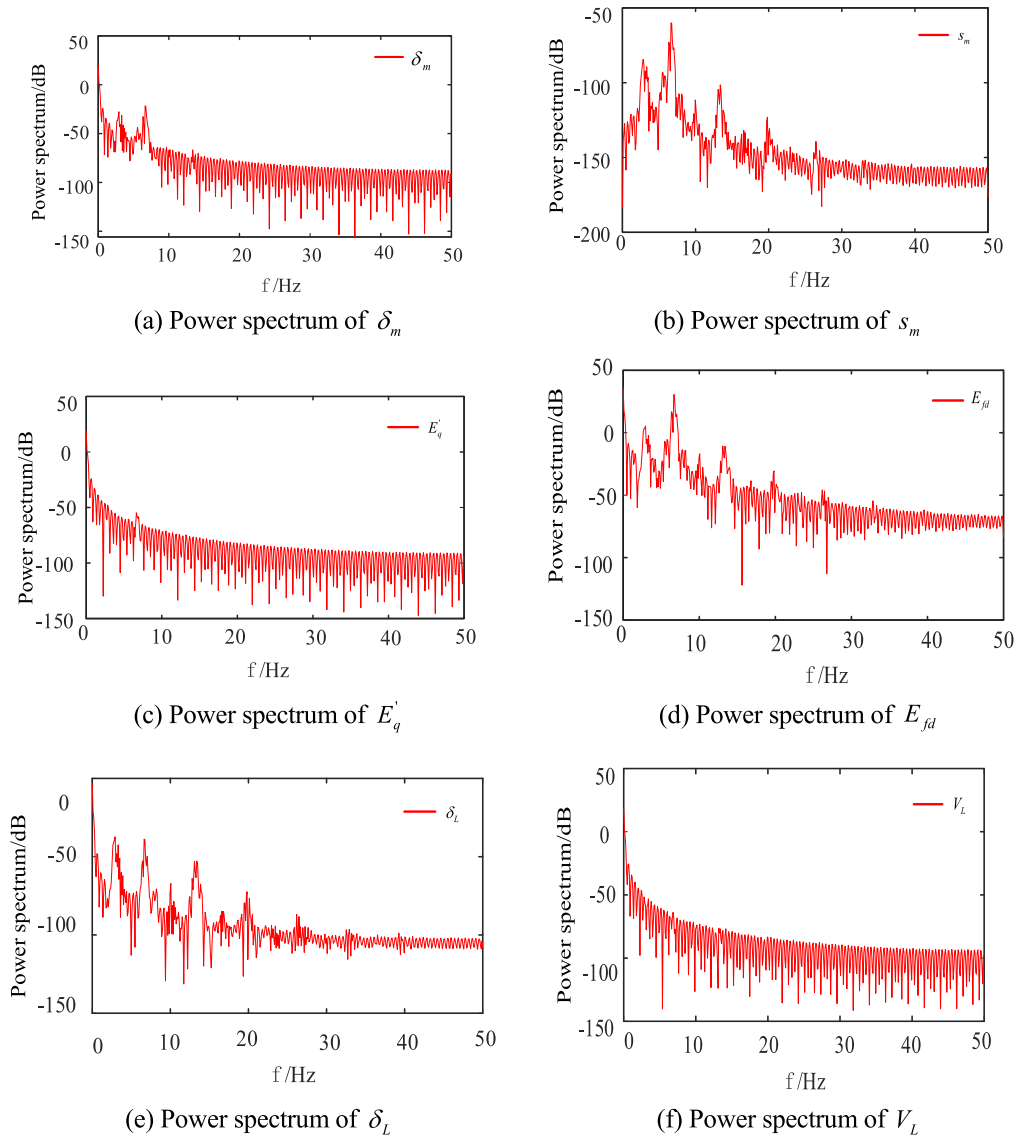 50
0
-50
-100
-150
0
10
20
30
40
50
Power spectrum/dB
f /Hz
δm
(a) Power spectrum of δm
-50
-100
-150
-200
0
10
20
30
40
50
Power spectrum/dB
f /Hz
sm
(b) Power spectrum of sm
50
0
-50
-100
-150
0
10
20
30
40
50
Power spectrum/dB
f /Hz
E'q
(c) Power spectrum of E'q
50
0
-50
-100
-150
0
10
20
30
40
50
Power spectrum/dB
f /Hz
Efd
(d) Power spectrum of Efd
0
-50
-100
-150
0
10
20
30
40
50
Power spectrum/dB
f /Hz
δL
(e) Power spectrum of δL
50
0
-50
-100
-150
0
10
20
30
40
50
Power spectrum/dB
f /Hz
VL
(f) Power spectrum of VL